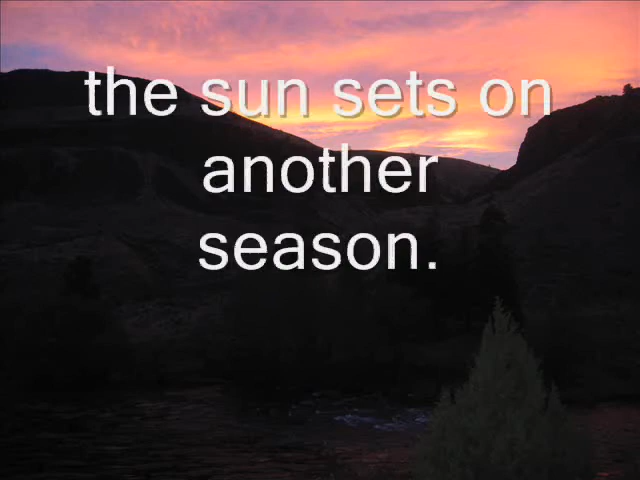 the sun sets on
another
season.